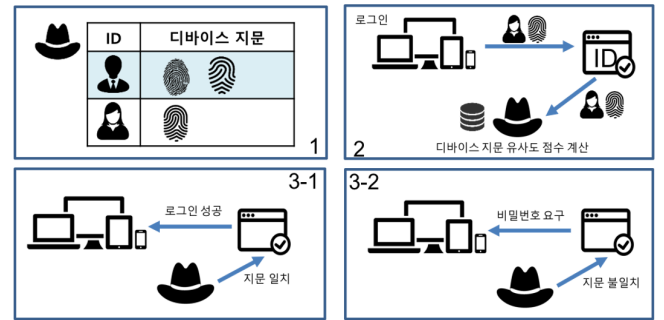 ID 디바이스 지문
1
로그인
ID
디바이스 지문 유사도 점수 계산
2
3-1
로그인 성공
지문 일치
3-2
비밀번호 요구
지문 불일치